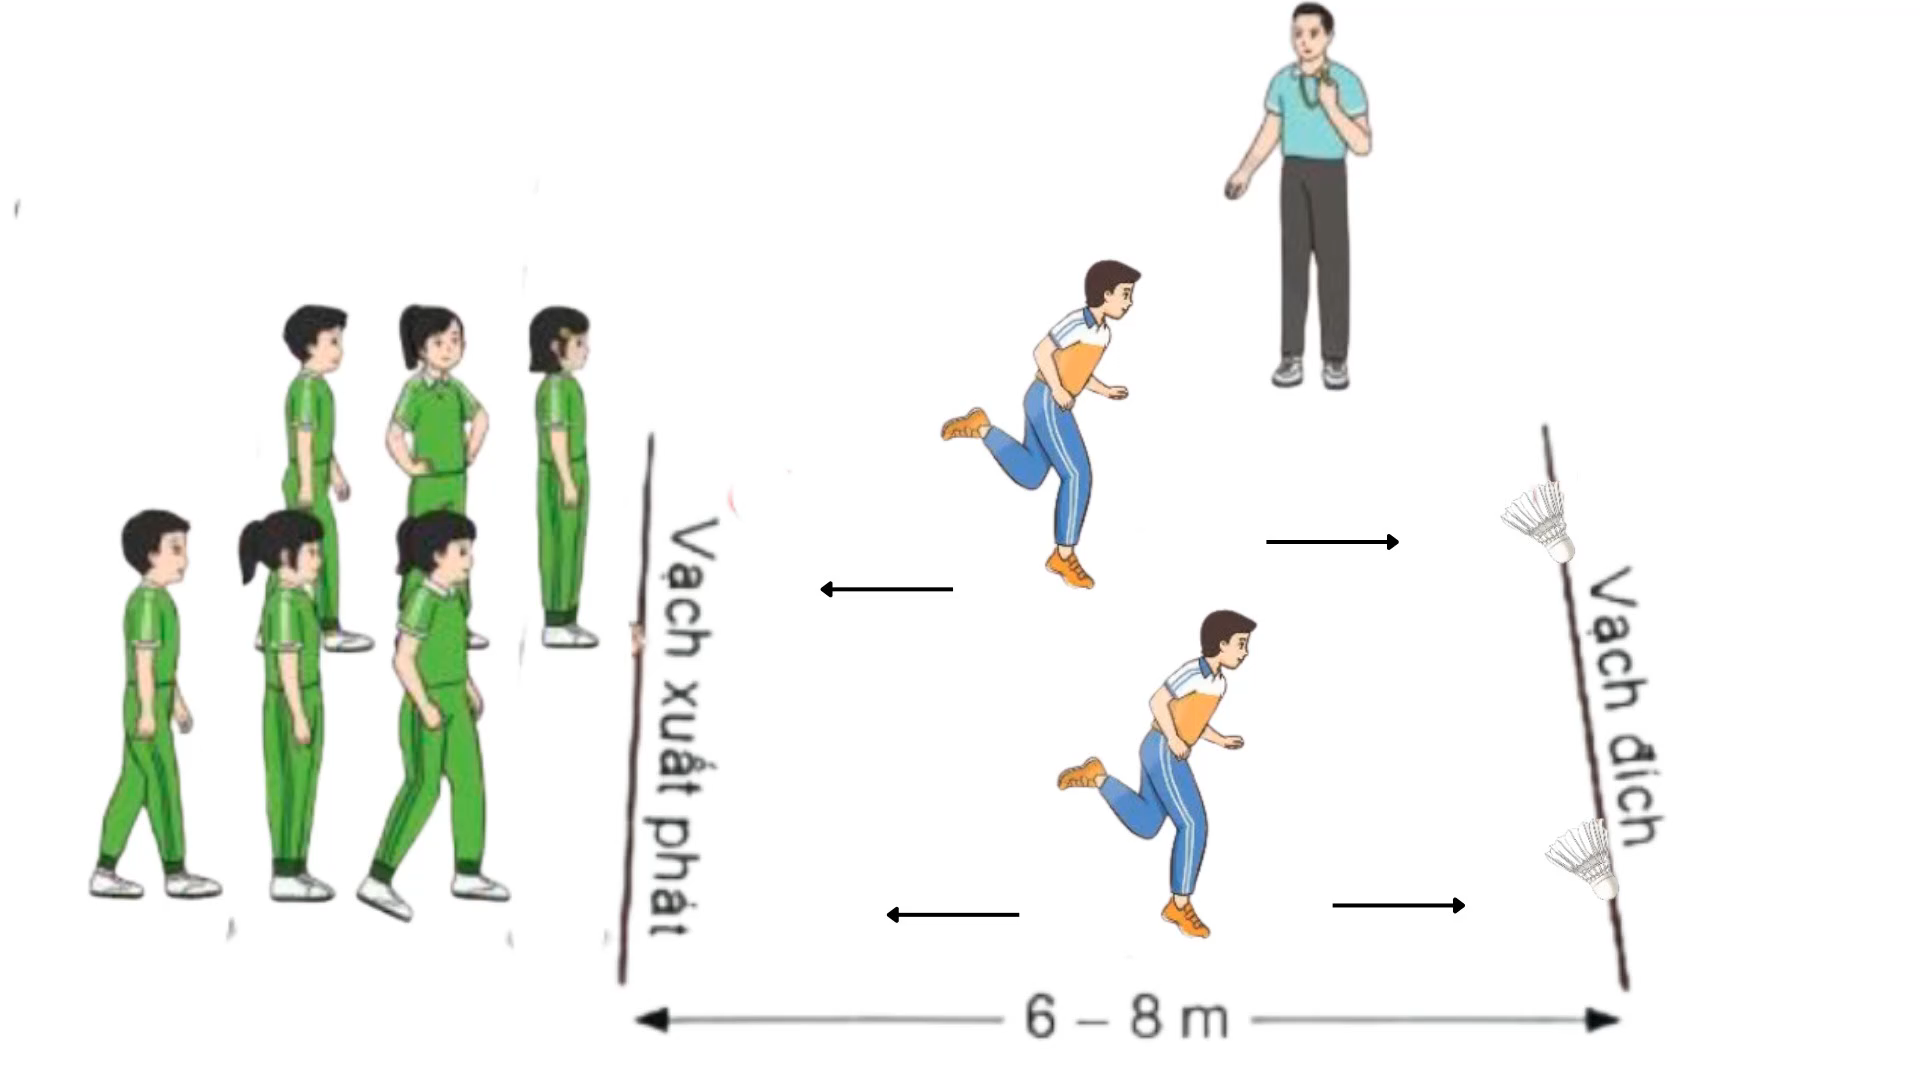 Vạch xuất phát
Vạch đích
6 – 8 m